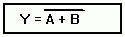 Y = A + B